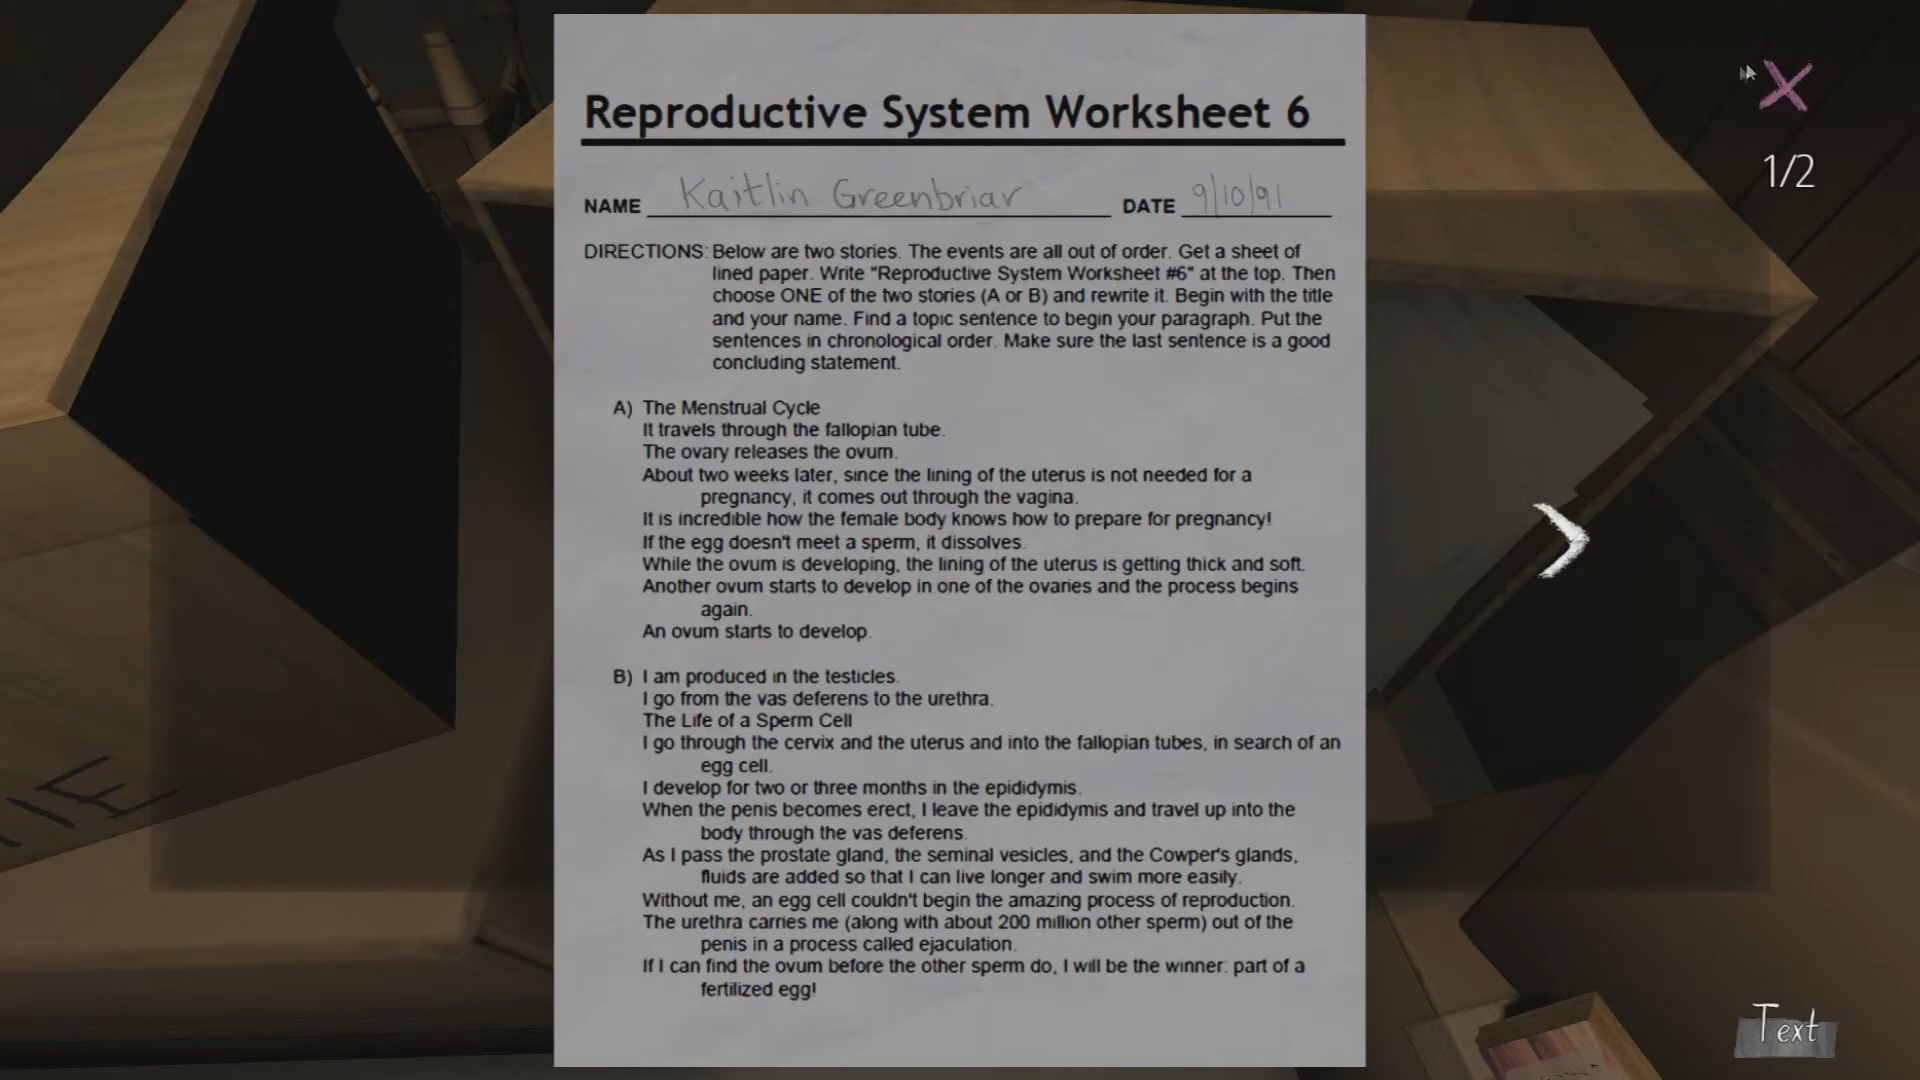 Reproductive System Worksheet 6
1/2
NAME Kaitlin Greenbriar DATE 9/10/91
DIRECTIONS: Below are two stories. The events are all out of order. Get a sheet of
lined paper. Write "Reproductive System Worksheet #6" at the top. Then
choose ONE of the two stories (A or B) and rewrite it. Begin with the title
and your name. Find a topic sentence to begin your paragraph. Put the
sentences in chronological order. Make sure the last sentence is a good
concluding statement.
A) The Menstrual Cycle
It travels through the fallopian tube.
The ovary releases the ovum.
About two weeks later, since the lining of the uterus is not needed for a
pregnancy, it comes out through the vagina.
It is incredible how the female body knows how to prepare for pregnancy!
If the egg doesn't meet a sperm, it dissolves.
While the ovum is developing, the lining of the uterus is getting thick and soft.
Another ovum starts to develop in one of the ovaries and the process begins
again.
An ovum starts to develop.
B) I am produced in the testicles.
I go from the vas deferens to the urethra.
The Life of a Sperm Cell
I go through the cervix and the uterus and into the fallopian tubes, in search of an
egg cell.
I develop for two or three months in the epididymis.
When the penis becomes erect, I leave the epididymis and travel up into the
body through the vas deferens.
As I pass the prostate gland, the seminal vesicles, and the Cowper's glands,
fluids are added so that I can live longer and swim more easily.
Without me, an egg cell couldn't begin the amazing process of reproduction.
The urethra carries me (along with about 200 million other sperm) out of the
penis in a process called ejaculation.
If I can find the ovum before the other sperm do, I will be the winner: part of a
fertilized egg!
Text